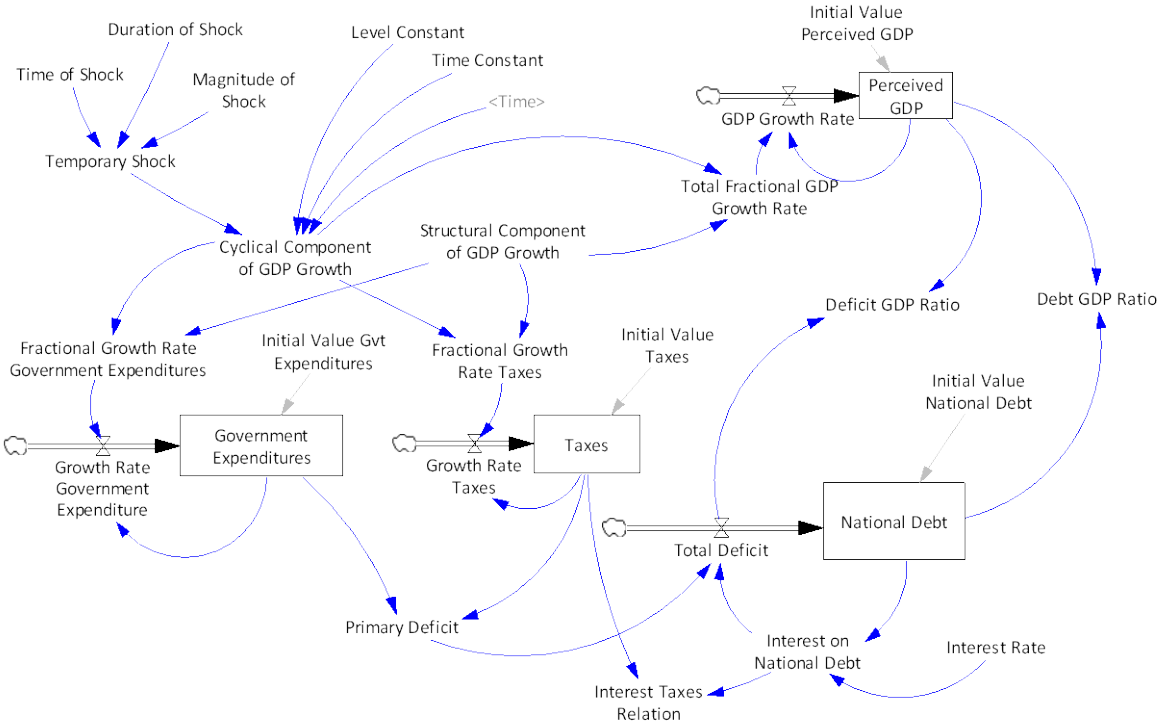 Duration of Shock
Level Constant
Initial Value
Perceived GDP
Time of Shock
Magnitude of
Shock
Time Constant
<Time>
Perceived
GDP
GDP Growth Rate
Temporary Shock
Total Fractional GDP
Growth Rate
Cyclical Component
of GDP Growth
Structural Component
of GDP Growth
Deficit GDP Ratio
Debt GDP Ratio
Fractional Growth Rate
Government Expenditures
Initial Value Gvt
Expenditures
Fractional Growth
Rate Taxes
Initial Value
Taxes
Initial Value
National Debt
Government
Expenditures
Growth Rate
Government
Expenditure
Taxes
Growth Rate
Taxes
National Debt
Total Deficit
Primary Deficit
Interest on
National Debt
Interest Rate
Interest Taxes
Relation